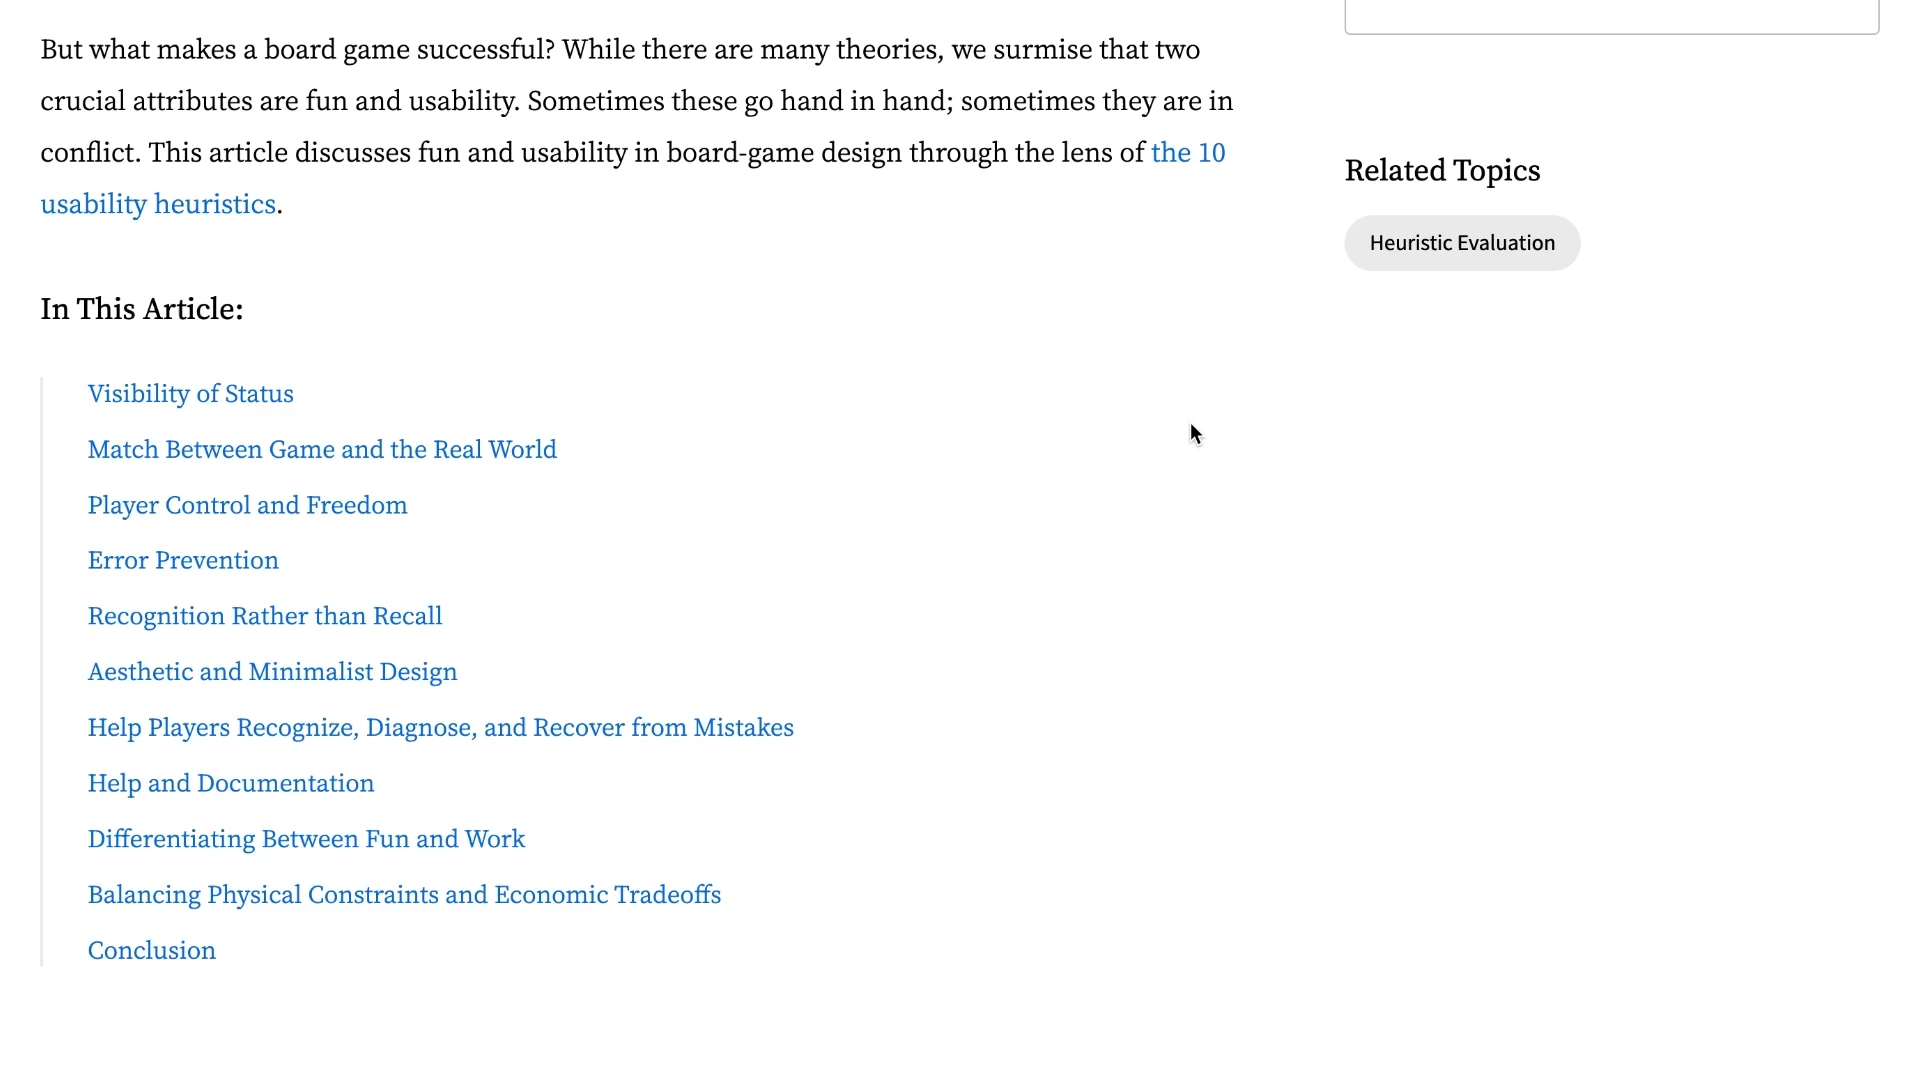 But what makes a board game successful? While there are many theories, we surmise that two
crucial attributes are fun and usability. Sometimes these go hand in hand; sometimes they are in
conflict. This article discusses fun and usability in board-game design through the lens of the 10
usability heuristics.
In This Article:
Visibility of Status
Match Between Game and the Real World
Player Control and Freedom
Error Prevention
Recognition Rather than Recall
Aesthetic and Minimalist Design
Help Players Recognize, Diagnose, and Recover from Mistakes
Help and Documentation
Differentiating Between Fun and Work
Balancing Physical Constraints and Economic Tradeoffs
Conclusion
Related Topics
Heuristic Evaluation